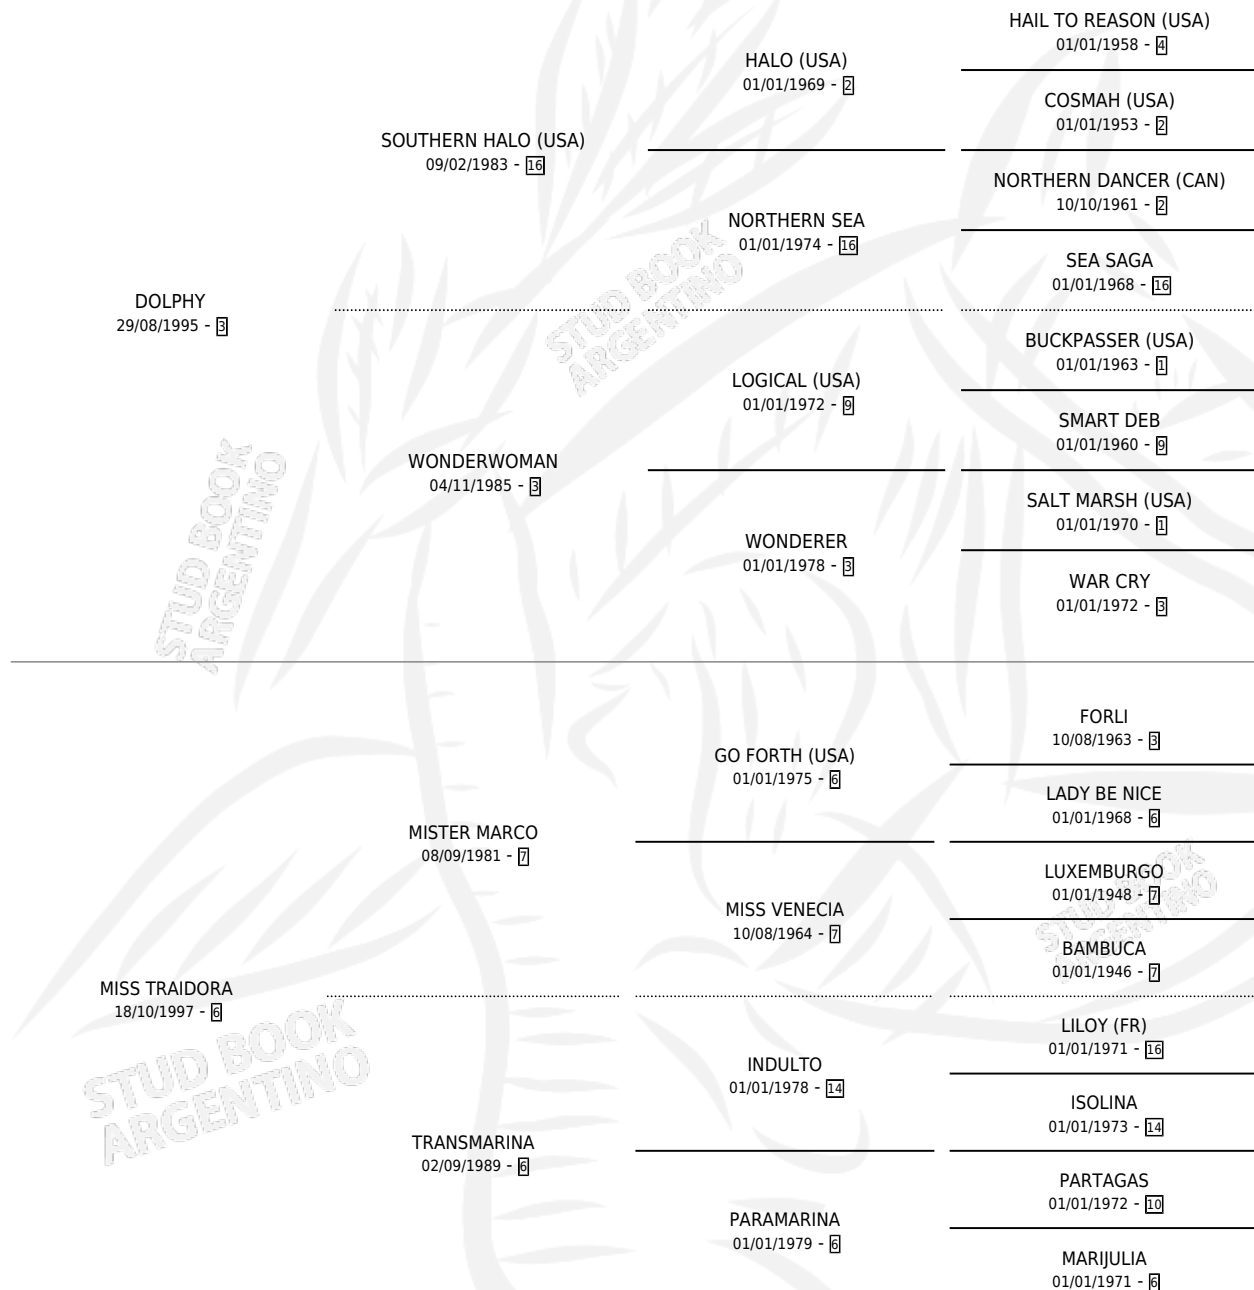 HAIL TO REASON (USA)
01/01/1958 - 4
HALO (USA)
01/01/1969 - 2
COSMAH (USA)
01/01/1953 - 2
SOUTHERN HALO (USA)
09/02/1983 - 16
NORTHERN DANCER (CAN)
10/10/1961 - 2
NORTHERN SEA
01/01/1974 - 16
SEA SAGA
01/01/1968 - 16
DOLPHY
29/08/1995 - 3
STUD BOOK
ARGENTINO
BUCKPASSER (USA)
01/01/1963 - 1
LOGICAL (USA)
01/01/1972 - 9
SMART DEB
01/01/1960 - 9
WONDERWOMAN
04/11/1985 - 3
SALT MARSH (USA)
01/01/1970 - 1
WONDERER
01/01/1978 - 3
WAR CRY
01/01/1972 - 3
STUD BOOK
ARGENTINO
FORLI
10/08/1963 - 3
GO FORTH (USA)
01/01/1975 - 6
LADY BE NICE
01/01/1968 - 6
MISTER MARCO
08/09/1981 - 7
LUXEMBURGO
01/01/1948 - 7
MISS VENECIA
10/08/1964 - 7
STUD BOOK
ARGENTINO
BAMBUCA
01/01/1946 - 7
MISS TRAIDORA
18/10/1997 - 6
STUD BOOK
ARGENTINO
LILOY (FR)
01/01/1971 - 16
INDULTO
01/01/1978 - 14
ISOLINA
01/01/1973 - 14
TRANSMARINA
02/09/1989 - 6
PARTAGAS
01/01/1972 - 10
PARAMARINA
01/01/1979 - 6
MARIJULIA
01/01/1971 - 6